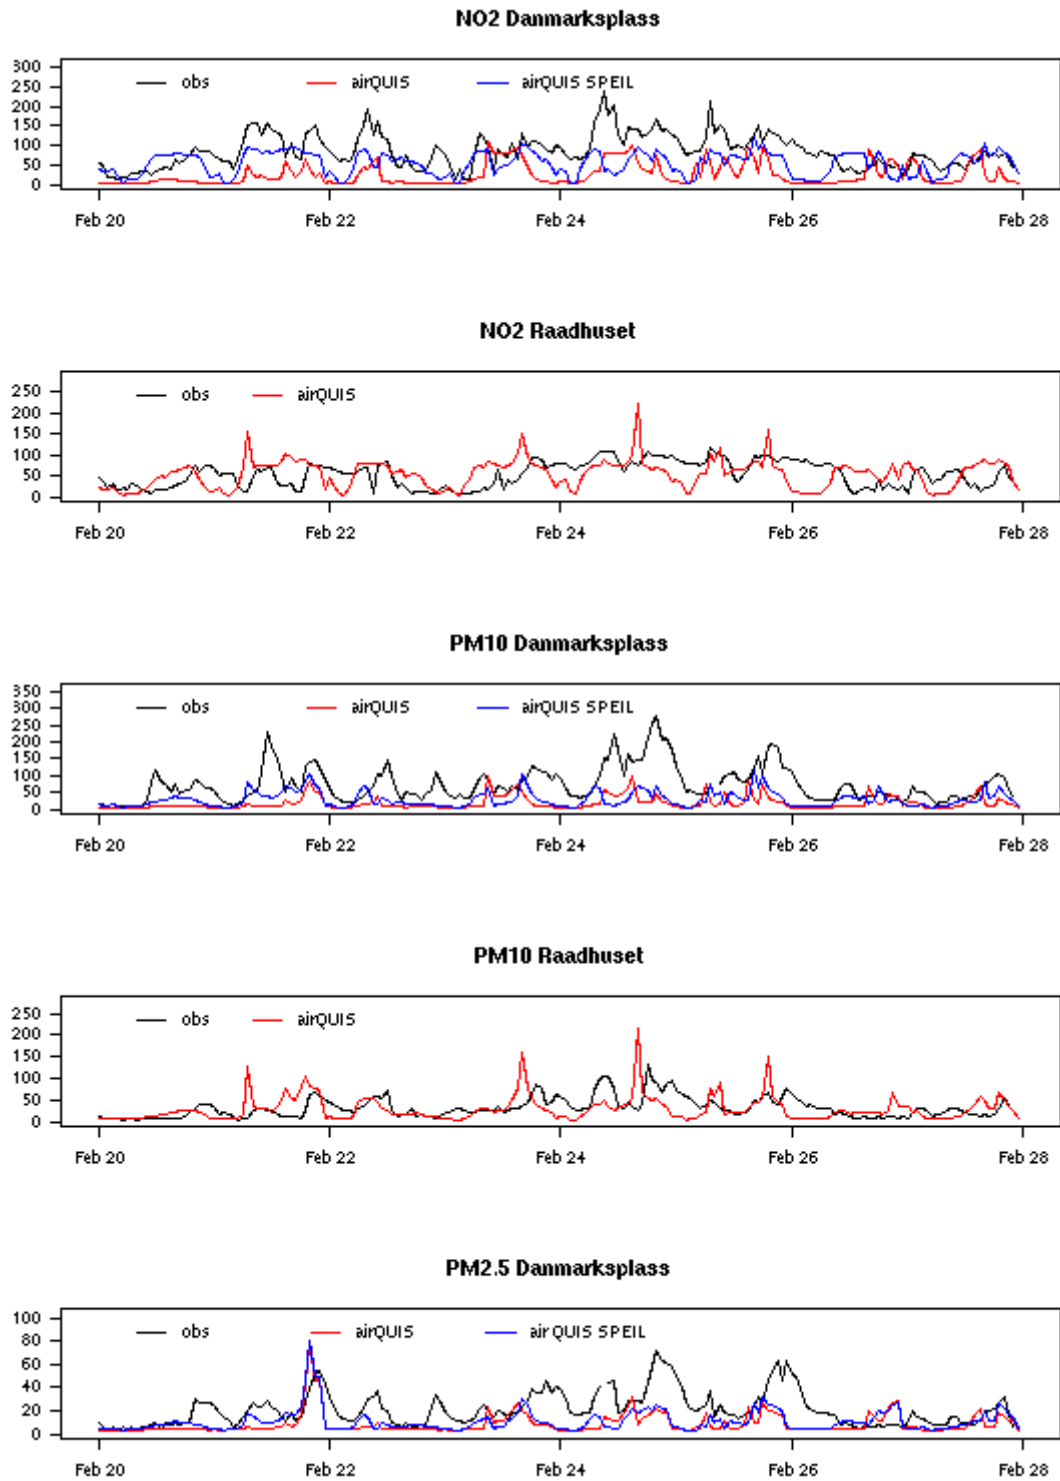 NO2 Danmarksplass
300
250
200
150
100
50
0
obs airQUIS airQUIS SPEIL
Feb 20 Feb 22 Feb 24 Feb 26 Feb 28
NO2 Raadhuset
250
200
150
100
50
0
obs airQUIS
Feb 20 Feb 22 Feb 24 Feb 26 Feb 28
PM10 Danmarksplass
350
300
250
200
150
100
50
0
obs airQUIS airQUIS SPEIL
Feb 20 Feb 22 Feb 24 Feb 26 Feb 28
PM10 Raadhuset
250
200
150
100
50
0
obs airQUIS
Feb 20 Feb 22 Feb 24 Feb 26 Feb 28
PM2.5 Danmarksplass
100
80
60
40
20
0
obs airQUIS airQUIS SPEIL
Feb 20 Feb 22 Feb 24 Feb 26 Feb 28